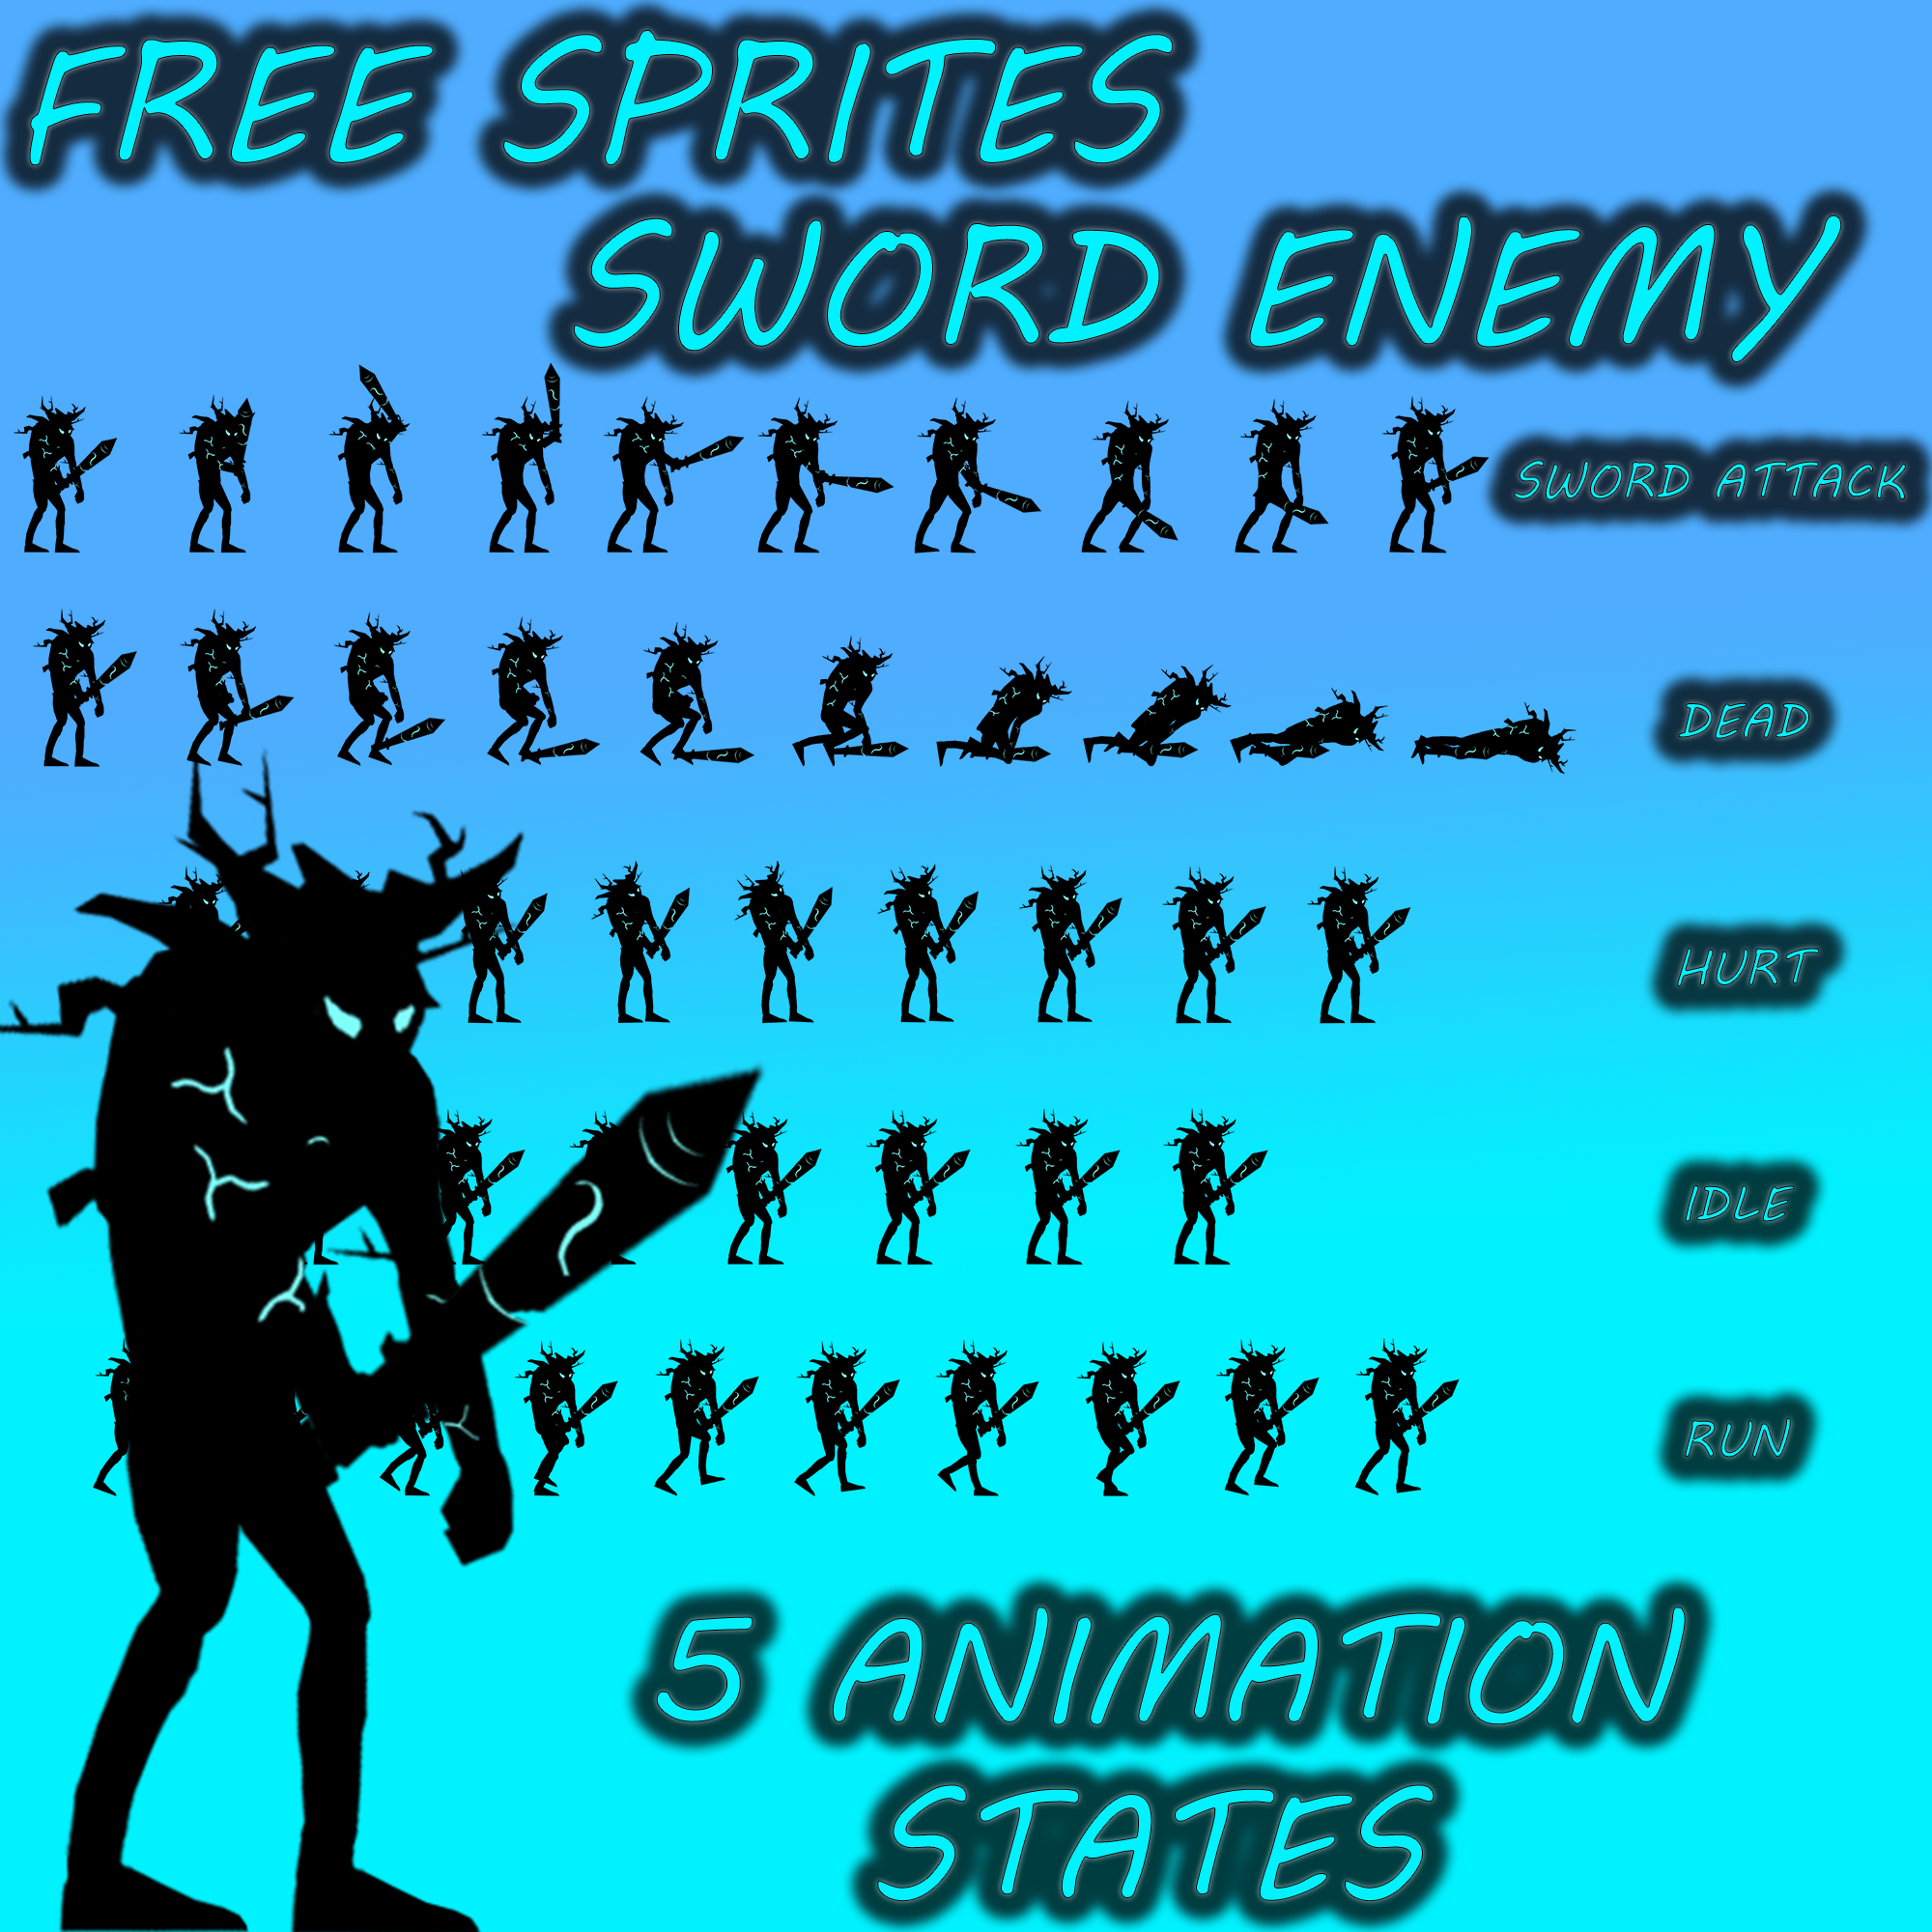 FREE SPRITES
SWORD ENEMY
SWORD ATTACK
DEAD
HURT
IDLE
RUN
5 ANIMATION
STATES